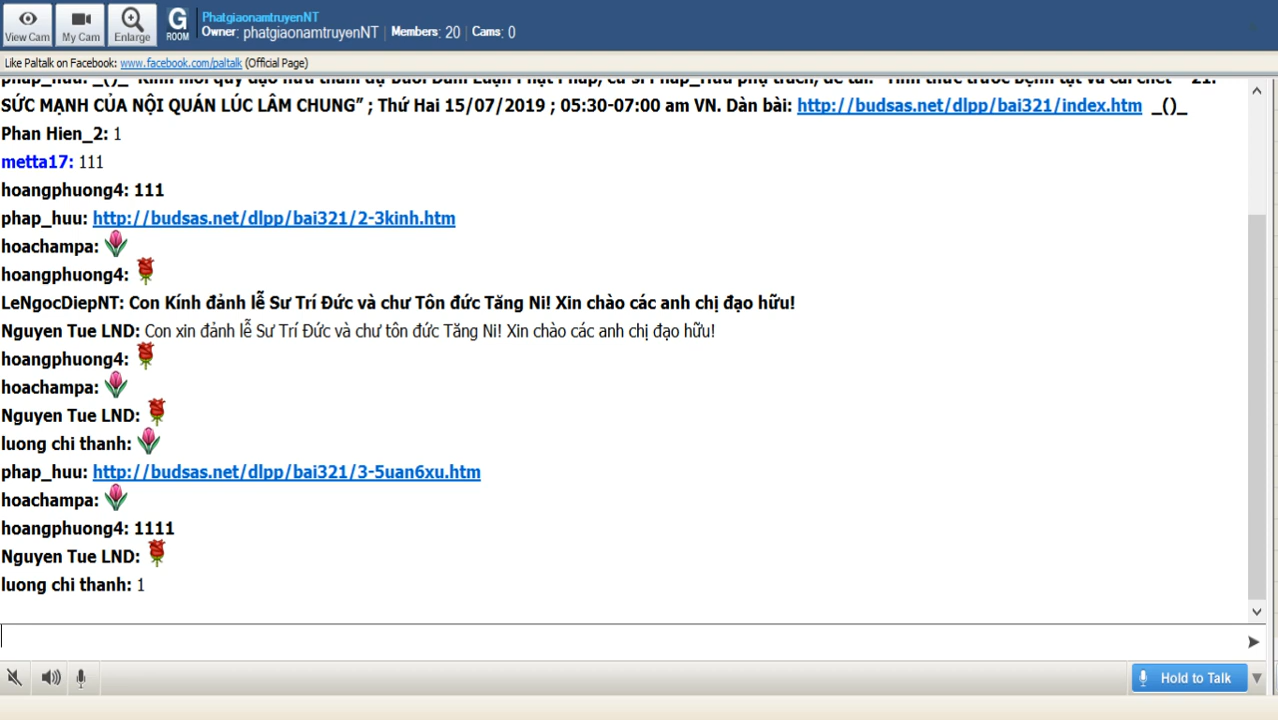 View Cam
My Cam
Enlarge
G
ROOM
PhatgiaonamtruyenNT
Owner: phatgiaonamtruyenNT | Members: 20 | Cams: 0
Like Paltalk on Facebook: www.facebook.com/paltalk (Official Page)
SỨC MẠNH CỦA NỘI QUÁN LÚC LÂM CHUNG" ; Thứ Hai 15/07/2019 ; 05:30-07:00 am VN. Dàn bài: http://budsas.net/dlpp/bai321/index.htm _()_
Phan Hien_2: 1
metta17: 111
hoangphuong4: 111
phap_huu: http://budsas.net/dlpp/bai321/2-3kinh.htm
hoachampa:
hoangphuong4:
LeNgocDiepNT: Con Kính đảnh lễ Sư Trí Đức và chư Tôn đức Tăng Ni! Xin chào các anh chị đạo hữu!
Nguyen Tue LND: Con xin đảnh lễ Sư Trí Đức và chư tôn đức Tăng Ni! Xin chào các anh chị đạo hữu!
hoangphuong4:
hoachampa:
Nguyen Tue LND:
luong chi thanh:
phap_huu: http://budsas.net/dlpp/bai321/3-5uan6xu.htm
hoachampa:
hoangphuong4: 1111
Nguyen Tue LND:
luong chi thanh: 1
Hold to Talk